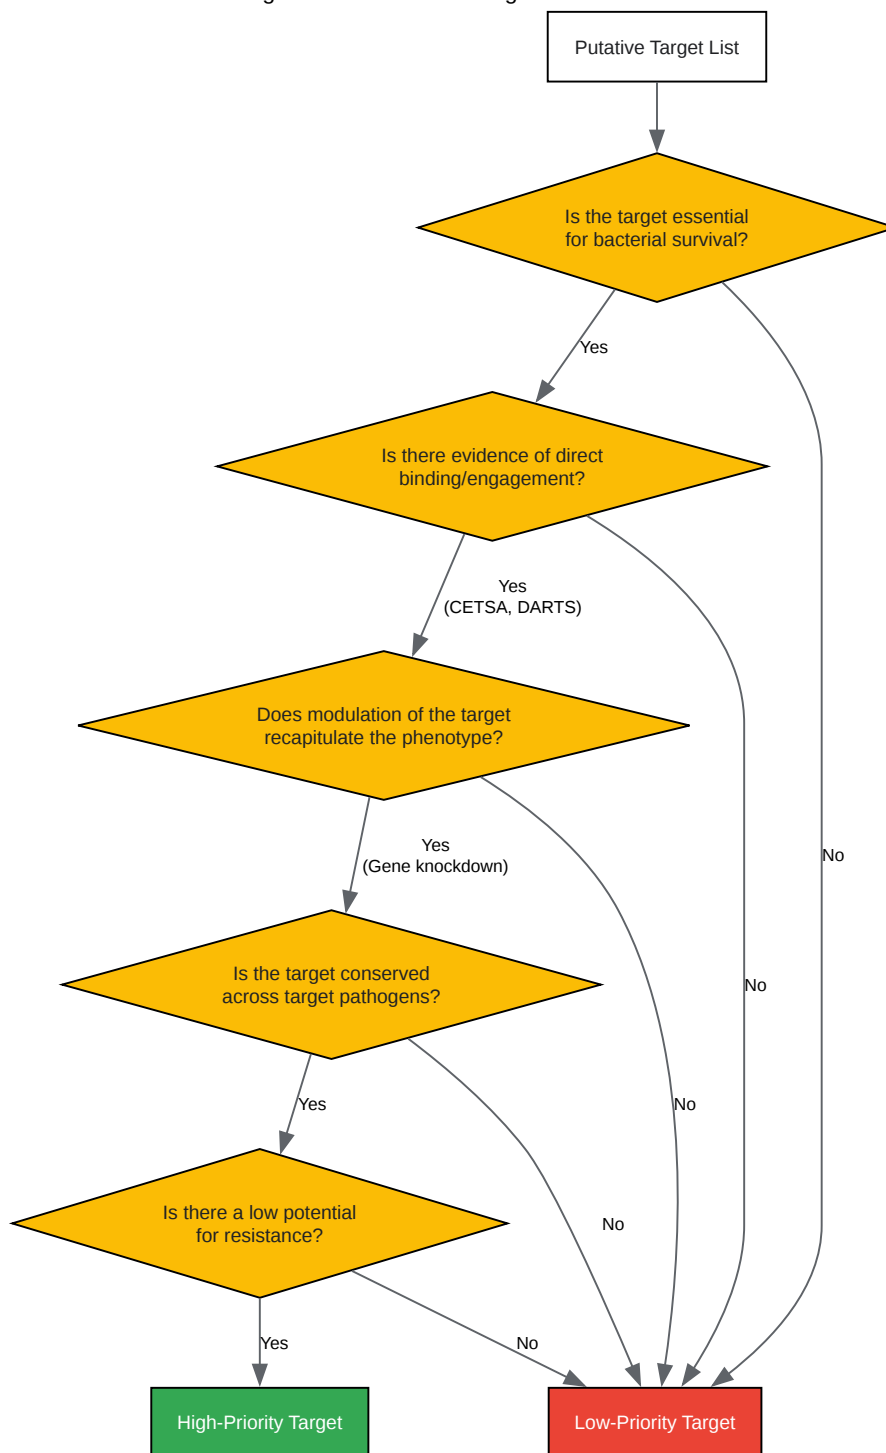 Putative Target List
Is the target essential
for bacterial survival?
Yes
Is there evidence of direct
binding/engagement?
Yes
(CETSA, DARTS)
Does modulation of the target
recapitulate the phenotype?
Yes
(Gene knockdown)
No
Is the target conserved
across target pathogens?
No
Yes
No
Is there a low potential
for resistance?
No
Yes
No
High-Priority Target
Low-Priority Target